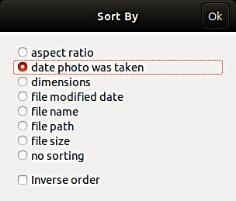 Sort By
Ok
aspect ratio
date photo was taken
dimensions
file modified date
file name
file path
file size
no sorting
Inverse order